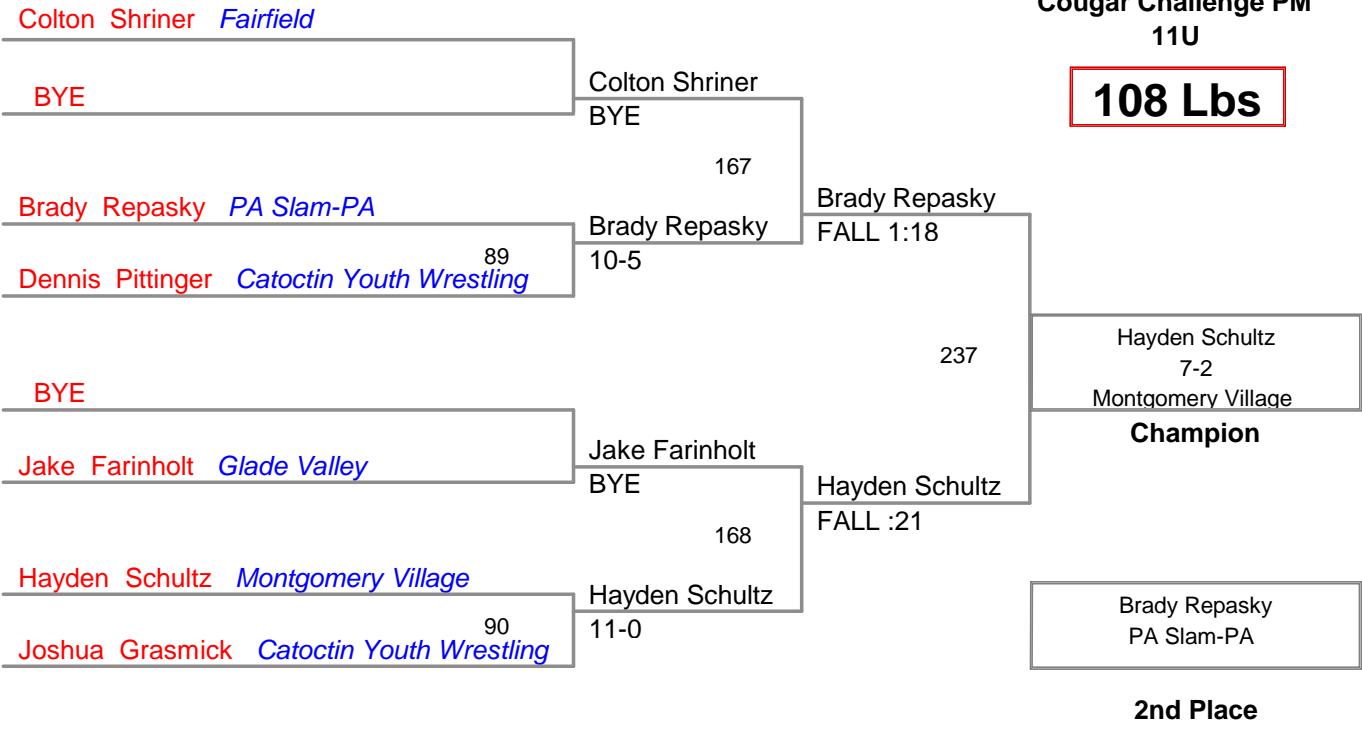 Cougar Challenge PM
11U
108 Lbs
Colton Shriner Fairfield
BYE
Colton Shriner
BYE
167
Brady Repasky PA Slam-PA
89
Dennis Pittinger Catoctin Youth Wrestling
Brady Repasky
10-5
Brady Repasky
FALL 1:18
237
BYE
Jake Farinholt Glade Valley
Jake Farinholt
BYE
168
Hayden Schultz Montgomery Village
90
Joshua Grasmick Catoctin Youth Wrestling
Hayden Schultz
11-0
Hayden Schultz
FALL :21
Hayden Schultz
7-2
Montgomery Village
Champion
Brady Repasky
PA Slam-PA
2nd Place